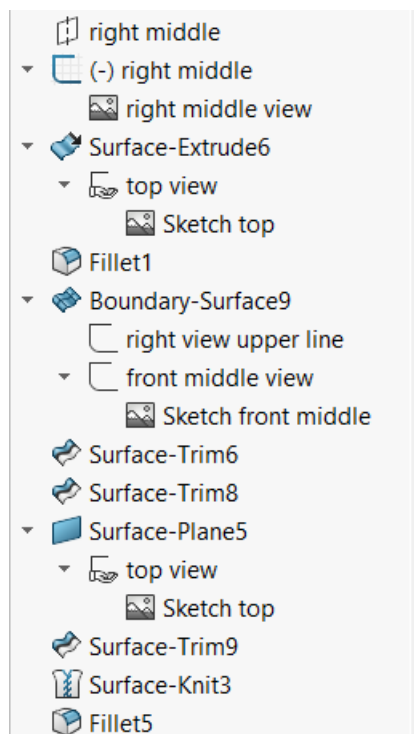 right middle
(-) right middle
right middle view
Surface-Extrude6
top view
Sketch top
Fillet1
Boundary-Surface9
right view upper line
front middle view
Sketch front middle
Surface-Trim6
Surface-Trim8
Surface-Plane5
top view
Sketch top
Surface-Trim9
Surface-Knit3
Fillet5